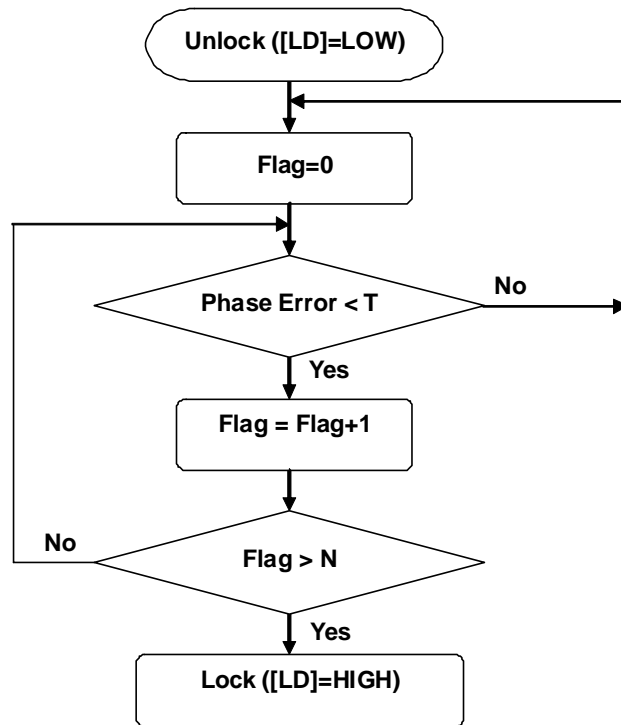 Unlock ([LD]=LOW)
Flag=0
Phase Error < T
No
Yes
Flag = Flag+1
No
Flag > N
Yes
Lock ([LD]=HIGH)